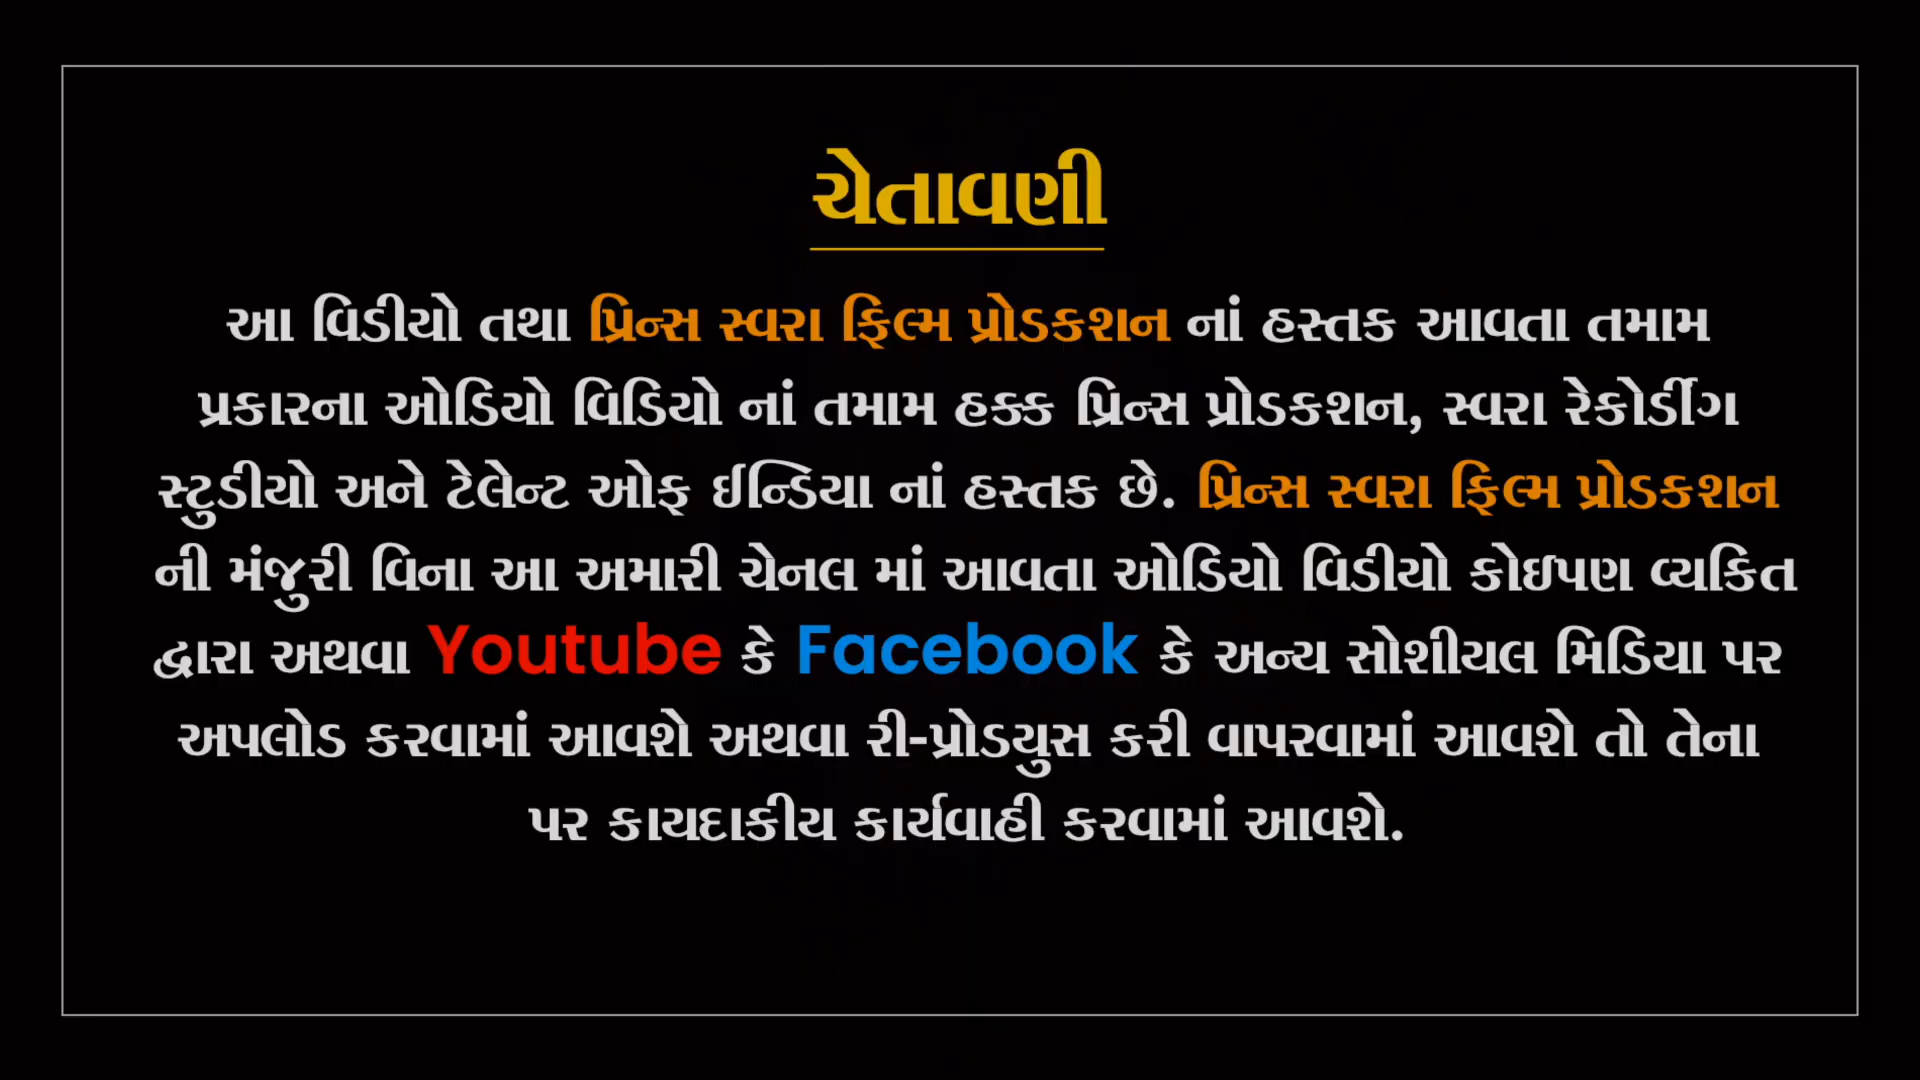 ચેતાવણી
આ વિડીયો તથા પ્રિન્સ સ્વરા ફિલ્મ પ્રોડકશન નાં હસ્તક આવતા તમામ
પ્રકારના ઓડિયો વિડિયો નાં તમામ હક્ક પ્રિન્સ પ્રોડકશન, સ્વરા રેકોર્ડીંગ
સ્ટુડીયો અને ટેલેન્ટ ઓફ ઈન્ડિયા નાં હસ્તક છે. પ્રિન્સ સ્વરા ફિલ્મ પ્રોડકશન
ની મંજુરી વિના આ અમારી ચેનલ માં આવતા ઓડિયો વિડીયો કોઇપણ વ્યકિત
દ્વારા અથવા Youtube કે Facebook કે અન્ય સોશીયલ મિડિયા પર
અપલોડ કરવામાં આવશે અથવા રી-પ્રોડયુસ કરી વાપરવામાં આવશે તો તેના
પર કાયદાકીય કાર્યવાહી કરવામાં આવશે.